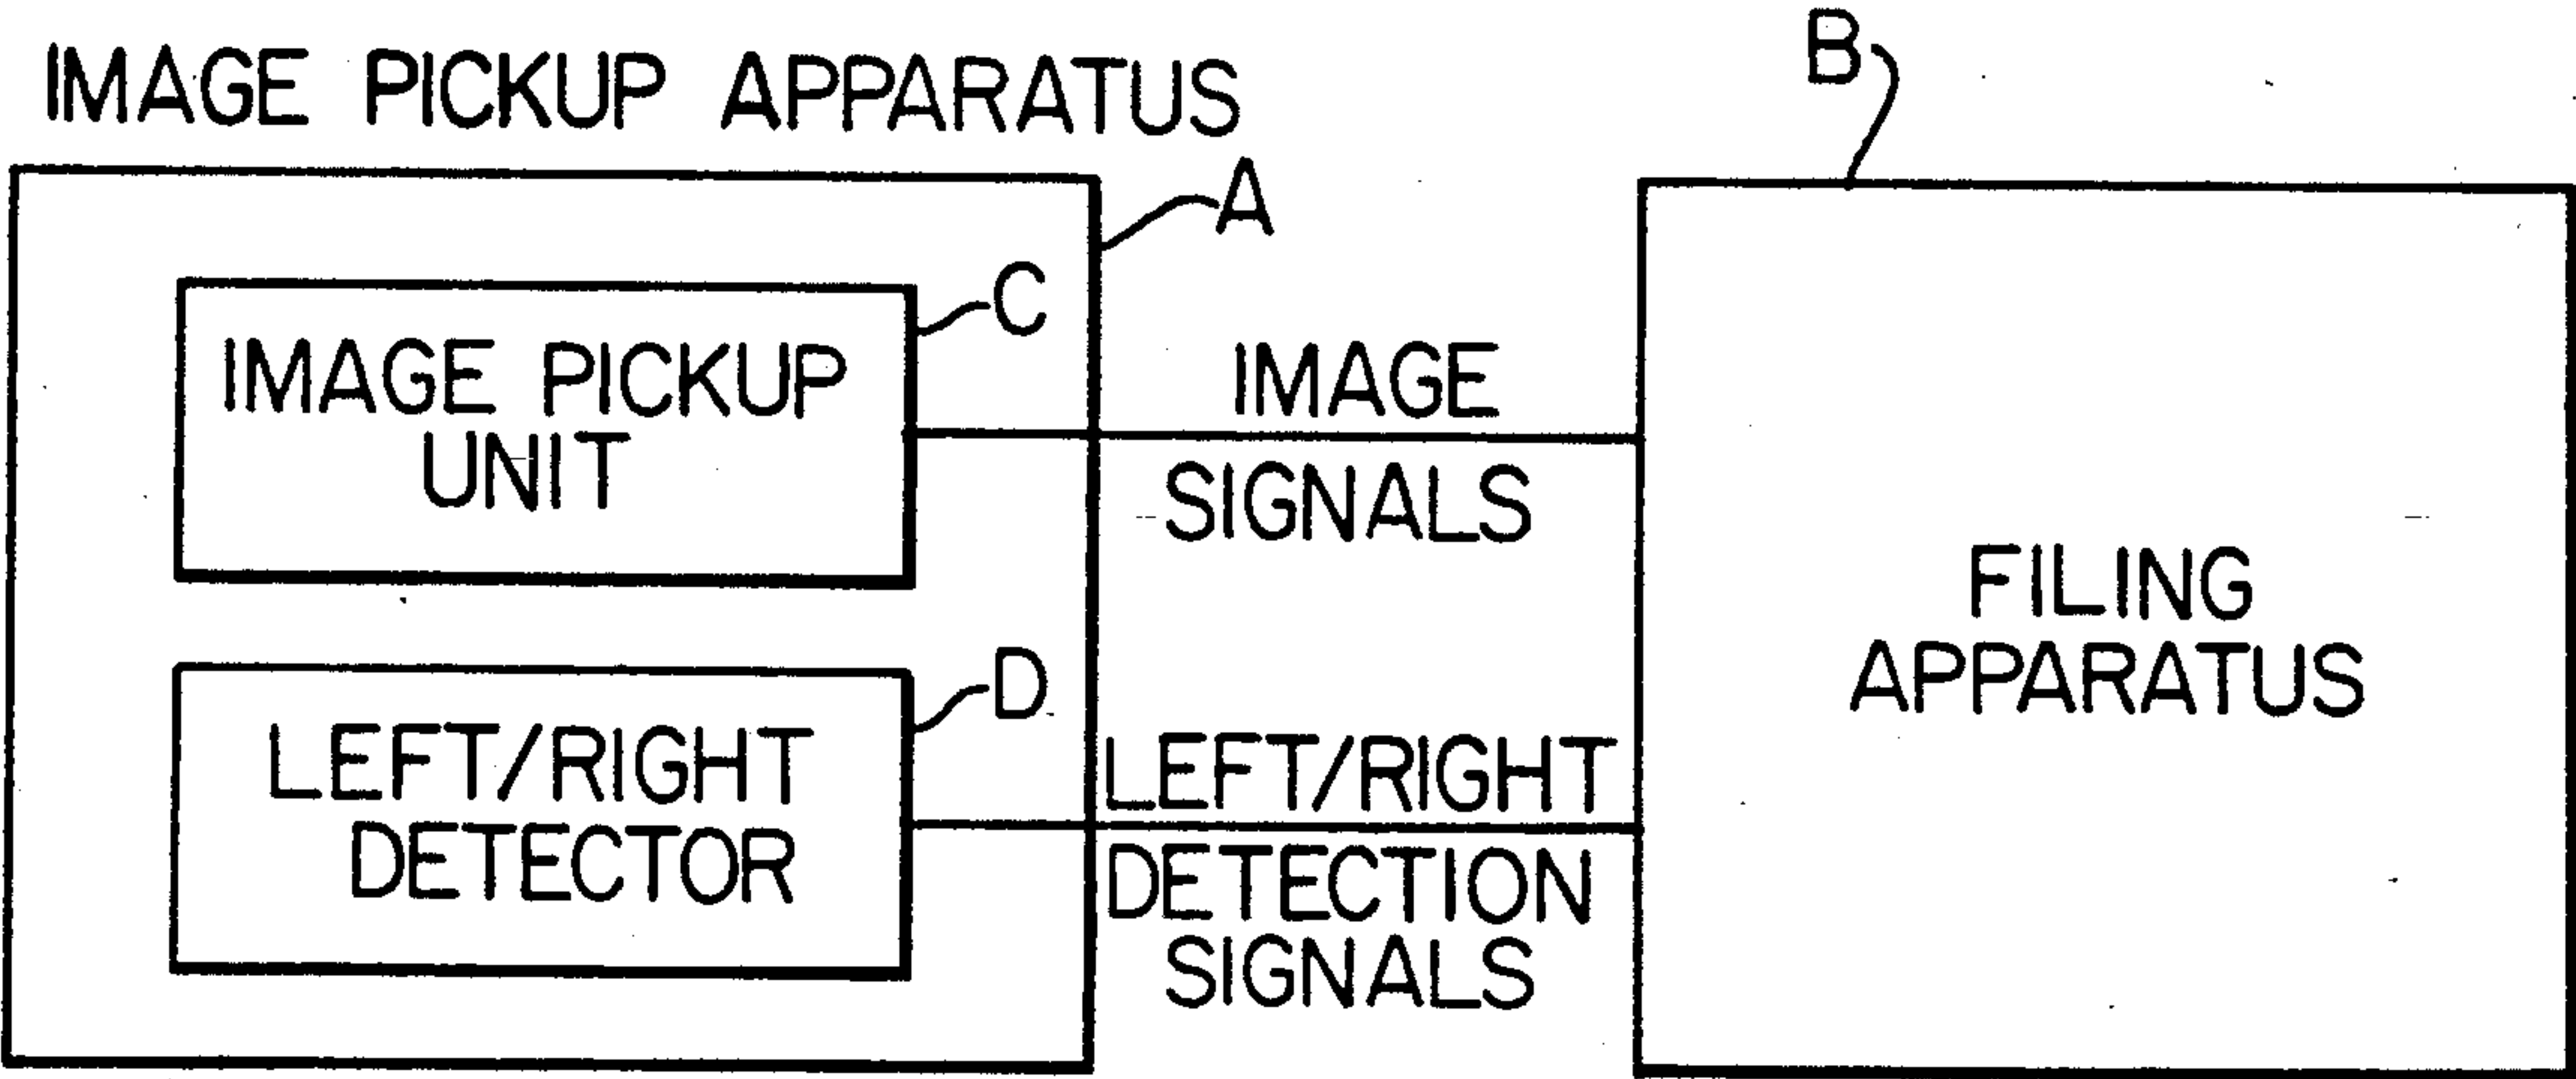 IMAGE PICKUP APPARATUS
A
B
C
IMAGE PICKUP
UNIT
D
LEFT/RIGHT
DETECTOR
IMAGE
SIGNALS
LEFT/RIGHT
DETECTION
SIGNALS
FILING
APPARATUS